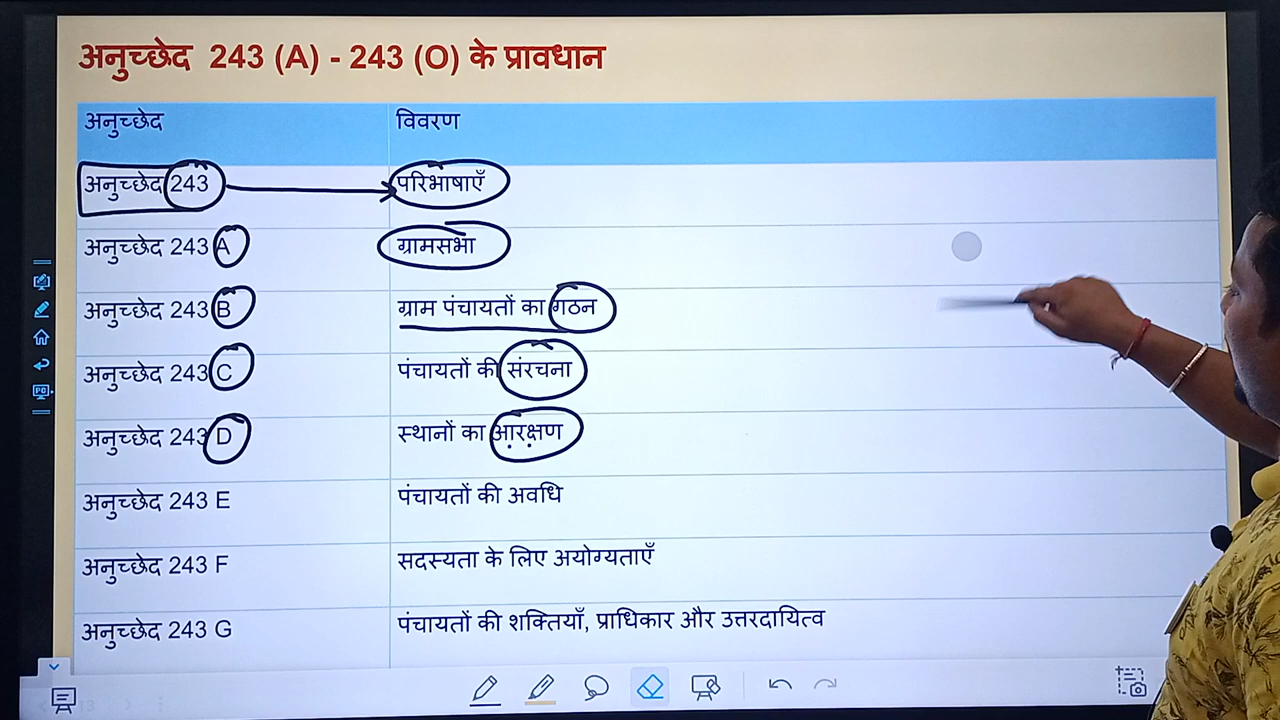 अनुच्छेद 243 (A) - 243 (O) के प्रावधान
अनुच्छेद विवरण
अनुच्छेद 243 परिभाषाएँ
अनुच्छेद 243 A ग्रामसभा
अनुच्छेद 243 B ग्राम पंचायतों का गठन
अनुच्छेद 243 C पंचायतों की संरचना
अनुच्छेद 243 D स्थानों का आरक्षण
अनुच्छेद 243 E पंचायतों की अवधि
अनुच्छेद 243 F सदस्यता के लिए अयोग्यताएँ
अनुच्छेद 243 G पंचायतों की शक्तियाँ, प्राधिकार और उत्तरदायित्व